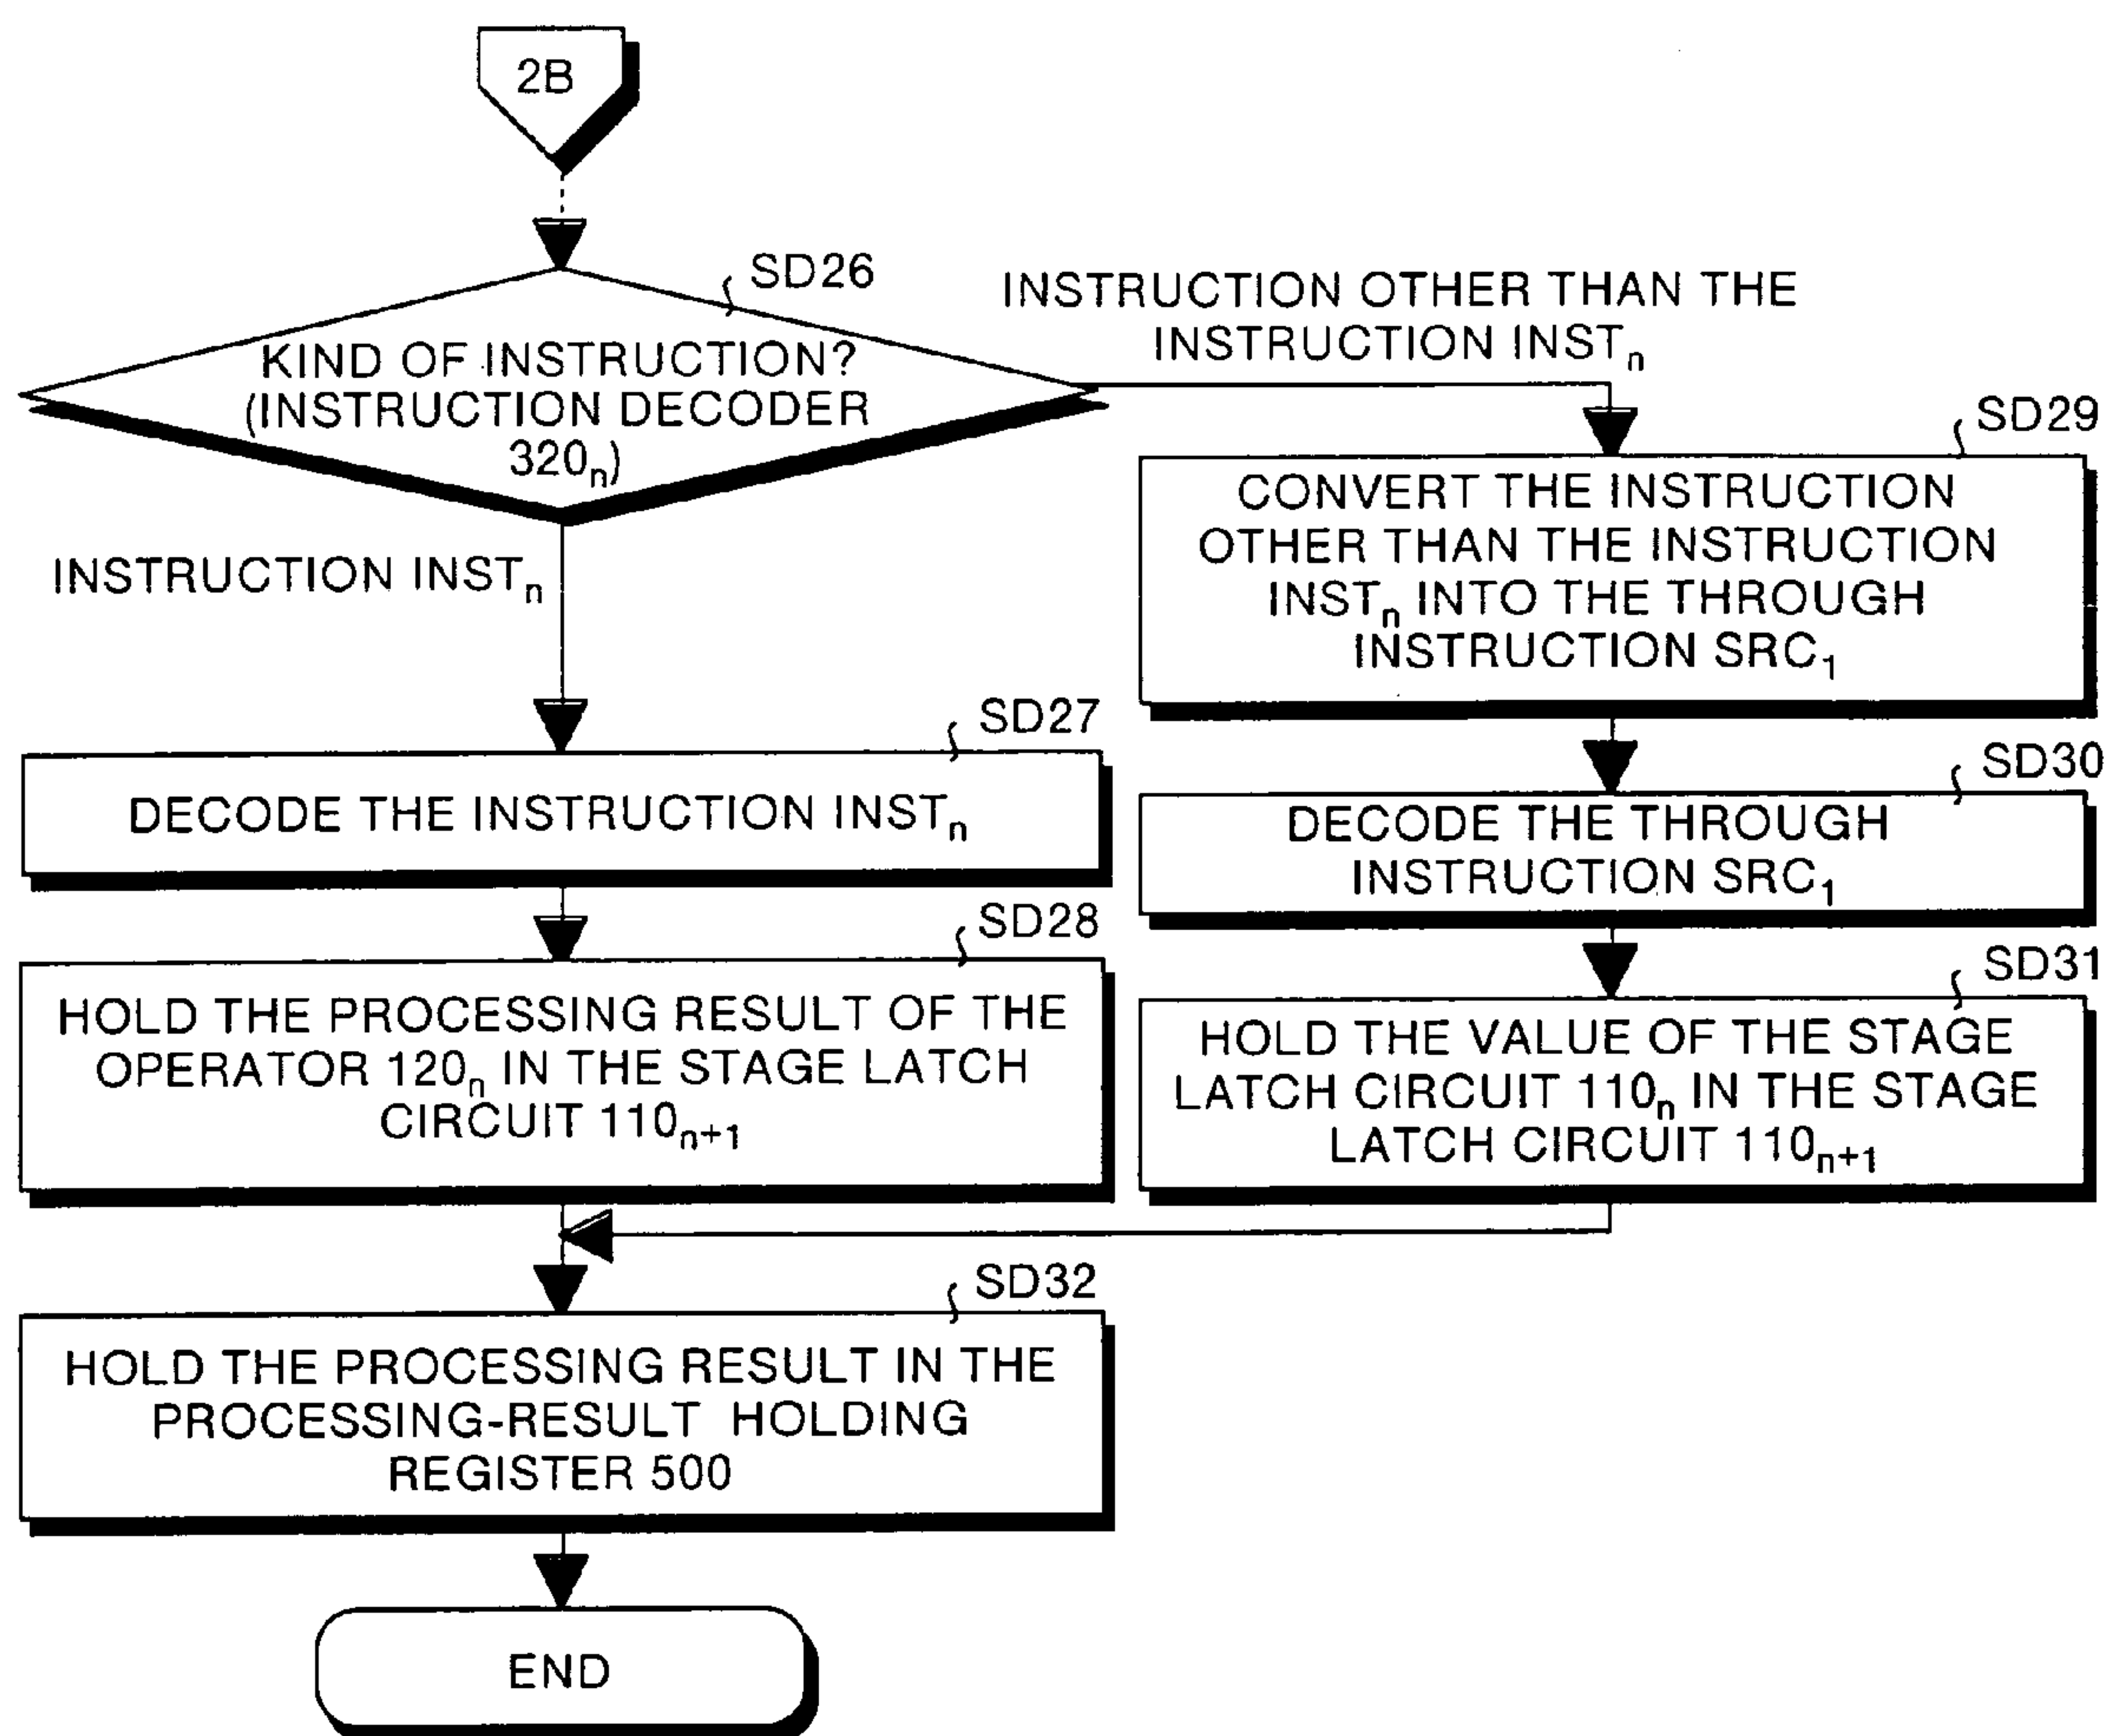 2B
SD26
KIND OF INSTRUCTION?
(INSTRUCTION DECODER
320n)
INSTRUCTION OTHER THAN THE
INSTRUCTION INSTn
INSTRUCTION INSTn
SD29
CONVERT THE INSTRUCTION
OTHER THAN THE INSTRUCTION
INSTn INTO THE THROUGH
INSTRUCTION SRC1
SD27
DECODE THE INSTRUCTION INSTn
SD30
DECODE THE THROUGH
INSTRUCTION SRC1
SD28
HOLD THE PROCESSING RESULT OF THE
OPERATOR 120n IN THE STAGE LATCH
CIRCUIT 110n+1
SD31
HOLD THE VALUE OF THE STAGE
LATCH CIRCUIT 110n IN THE STAGE
LATCH CIRCUIT 110n+1
SD32
HOLD THE PROCESSING RESULT IN THE
PROCESSING-RESULT HOLDING
REGISTER 500
END